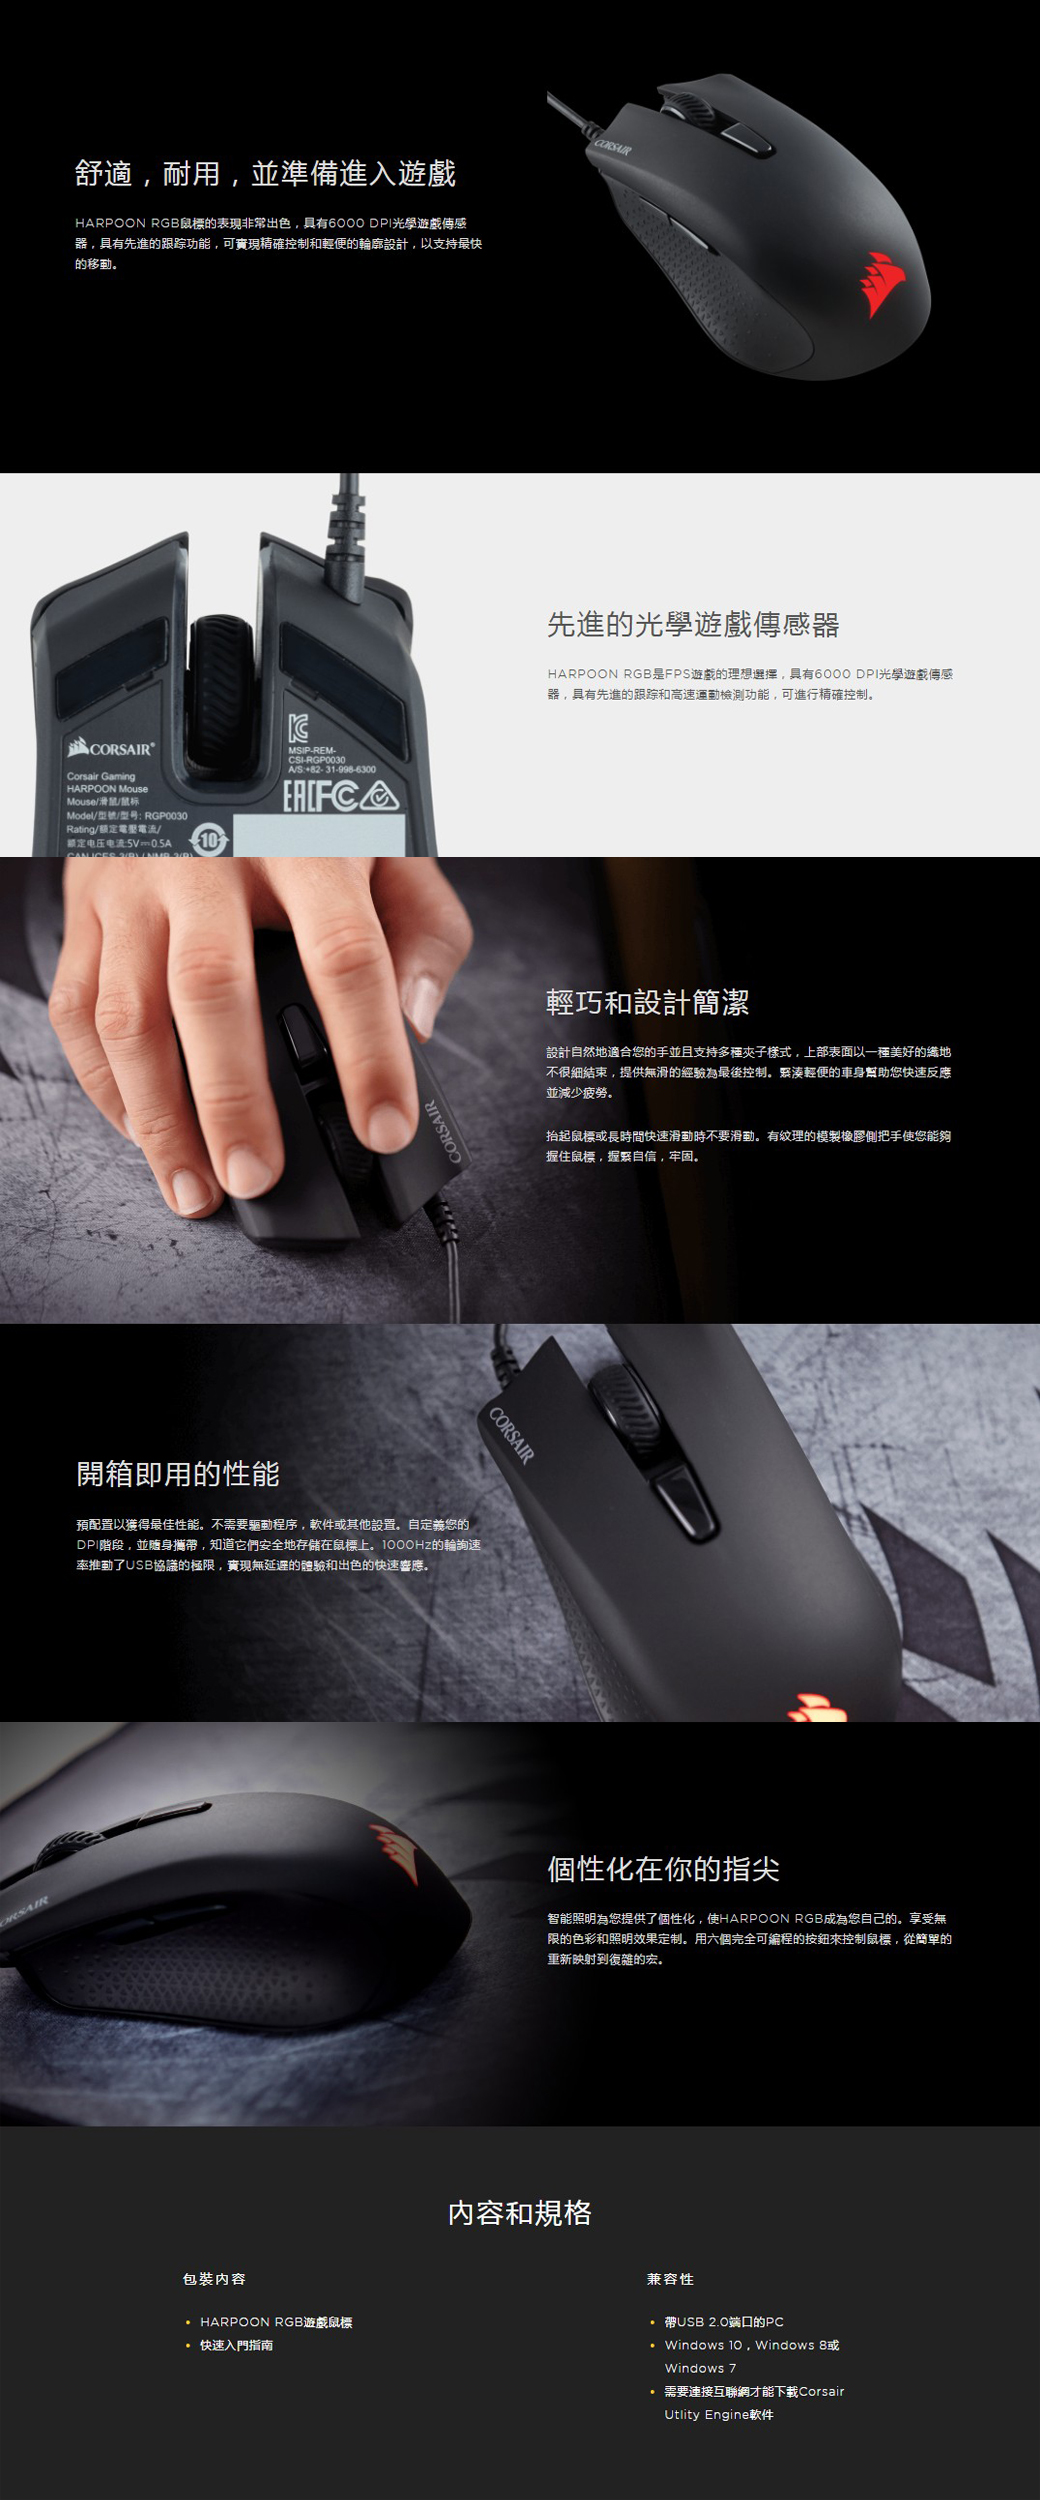 CORSAIR
舒適，耐用，並準備進入遊戲
HARPOON RGB鼠標的表現非常出色，具有6000 DPI光學遊戲傳感
器，具有先進的跟踪功能，可實現精確控制和輕便的輪廓設計，以支持最快
的移動。
先進的光學遊戲傳感器
HARPOON RGB是FPS遊戲的理想選擇，具有6000 DPI光學遊戲傳感
器，具有先進的跟踪和高速運動檢測功能，可進行精確控制。
CORSAIR®
Corsair Gaming
HARPOON Mouse
Mouse/滑鼠/鼠标
Model/型號/型号: RGP0030
Rating/額定電壓電流/
额定电压电流:5V⎓0.5A
CAN ICES-3(B) / NMB-3(B)
MSIP-REM-
CSI-RGP0030
A/S:+82- 31-998-6300
EAC FC
10
輕巧和設計簡潔
設計自然地適合您的手並且支持多種夾子樣式，上部表面以一種美好的織地
不很細結束，提供無滑的經驗為最後控制。緊湊輕便的車身幫助您快速反應
並減少疲勞。
抬起鼠標或長時間快速滑動時不要滑動。有紋理的模製橡膠側把手使您能夠
握住鼠標，握緊自信，牢固。
CORSAIR
CORSAIR
開箱即用的性能
預配置以獲得最佳性能。不需要驅動程序，軟件或其他設置。自定義您的
DPI階段，並隨身攜帶，知道它們安全地存儲在鼠標上。1000Hz的輪詢速
率推動了USB協議的極限，實現無延遲的體驗和出色的快速響應。
個性化在你的指尖
智能照明為您提供了個性化，使HARPOON RGB成為您自己的。享受無
限的色彩和照明效果定制。用六個完全可編程的按鈕來控制鼠標，從簡單的
重新映射到復雜的宏。
ORSAIR
內容和規格
包裝內容
HARPOON RGB遊戲鼠標
快速入門指南
兼容性
帶USB 2.0端口的PC
Windows 10，Windows 8或
Windows 7
需要連接互聯網才能下載Corsair
Utlity Engine軟件